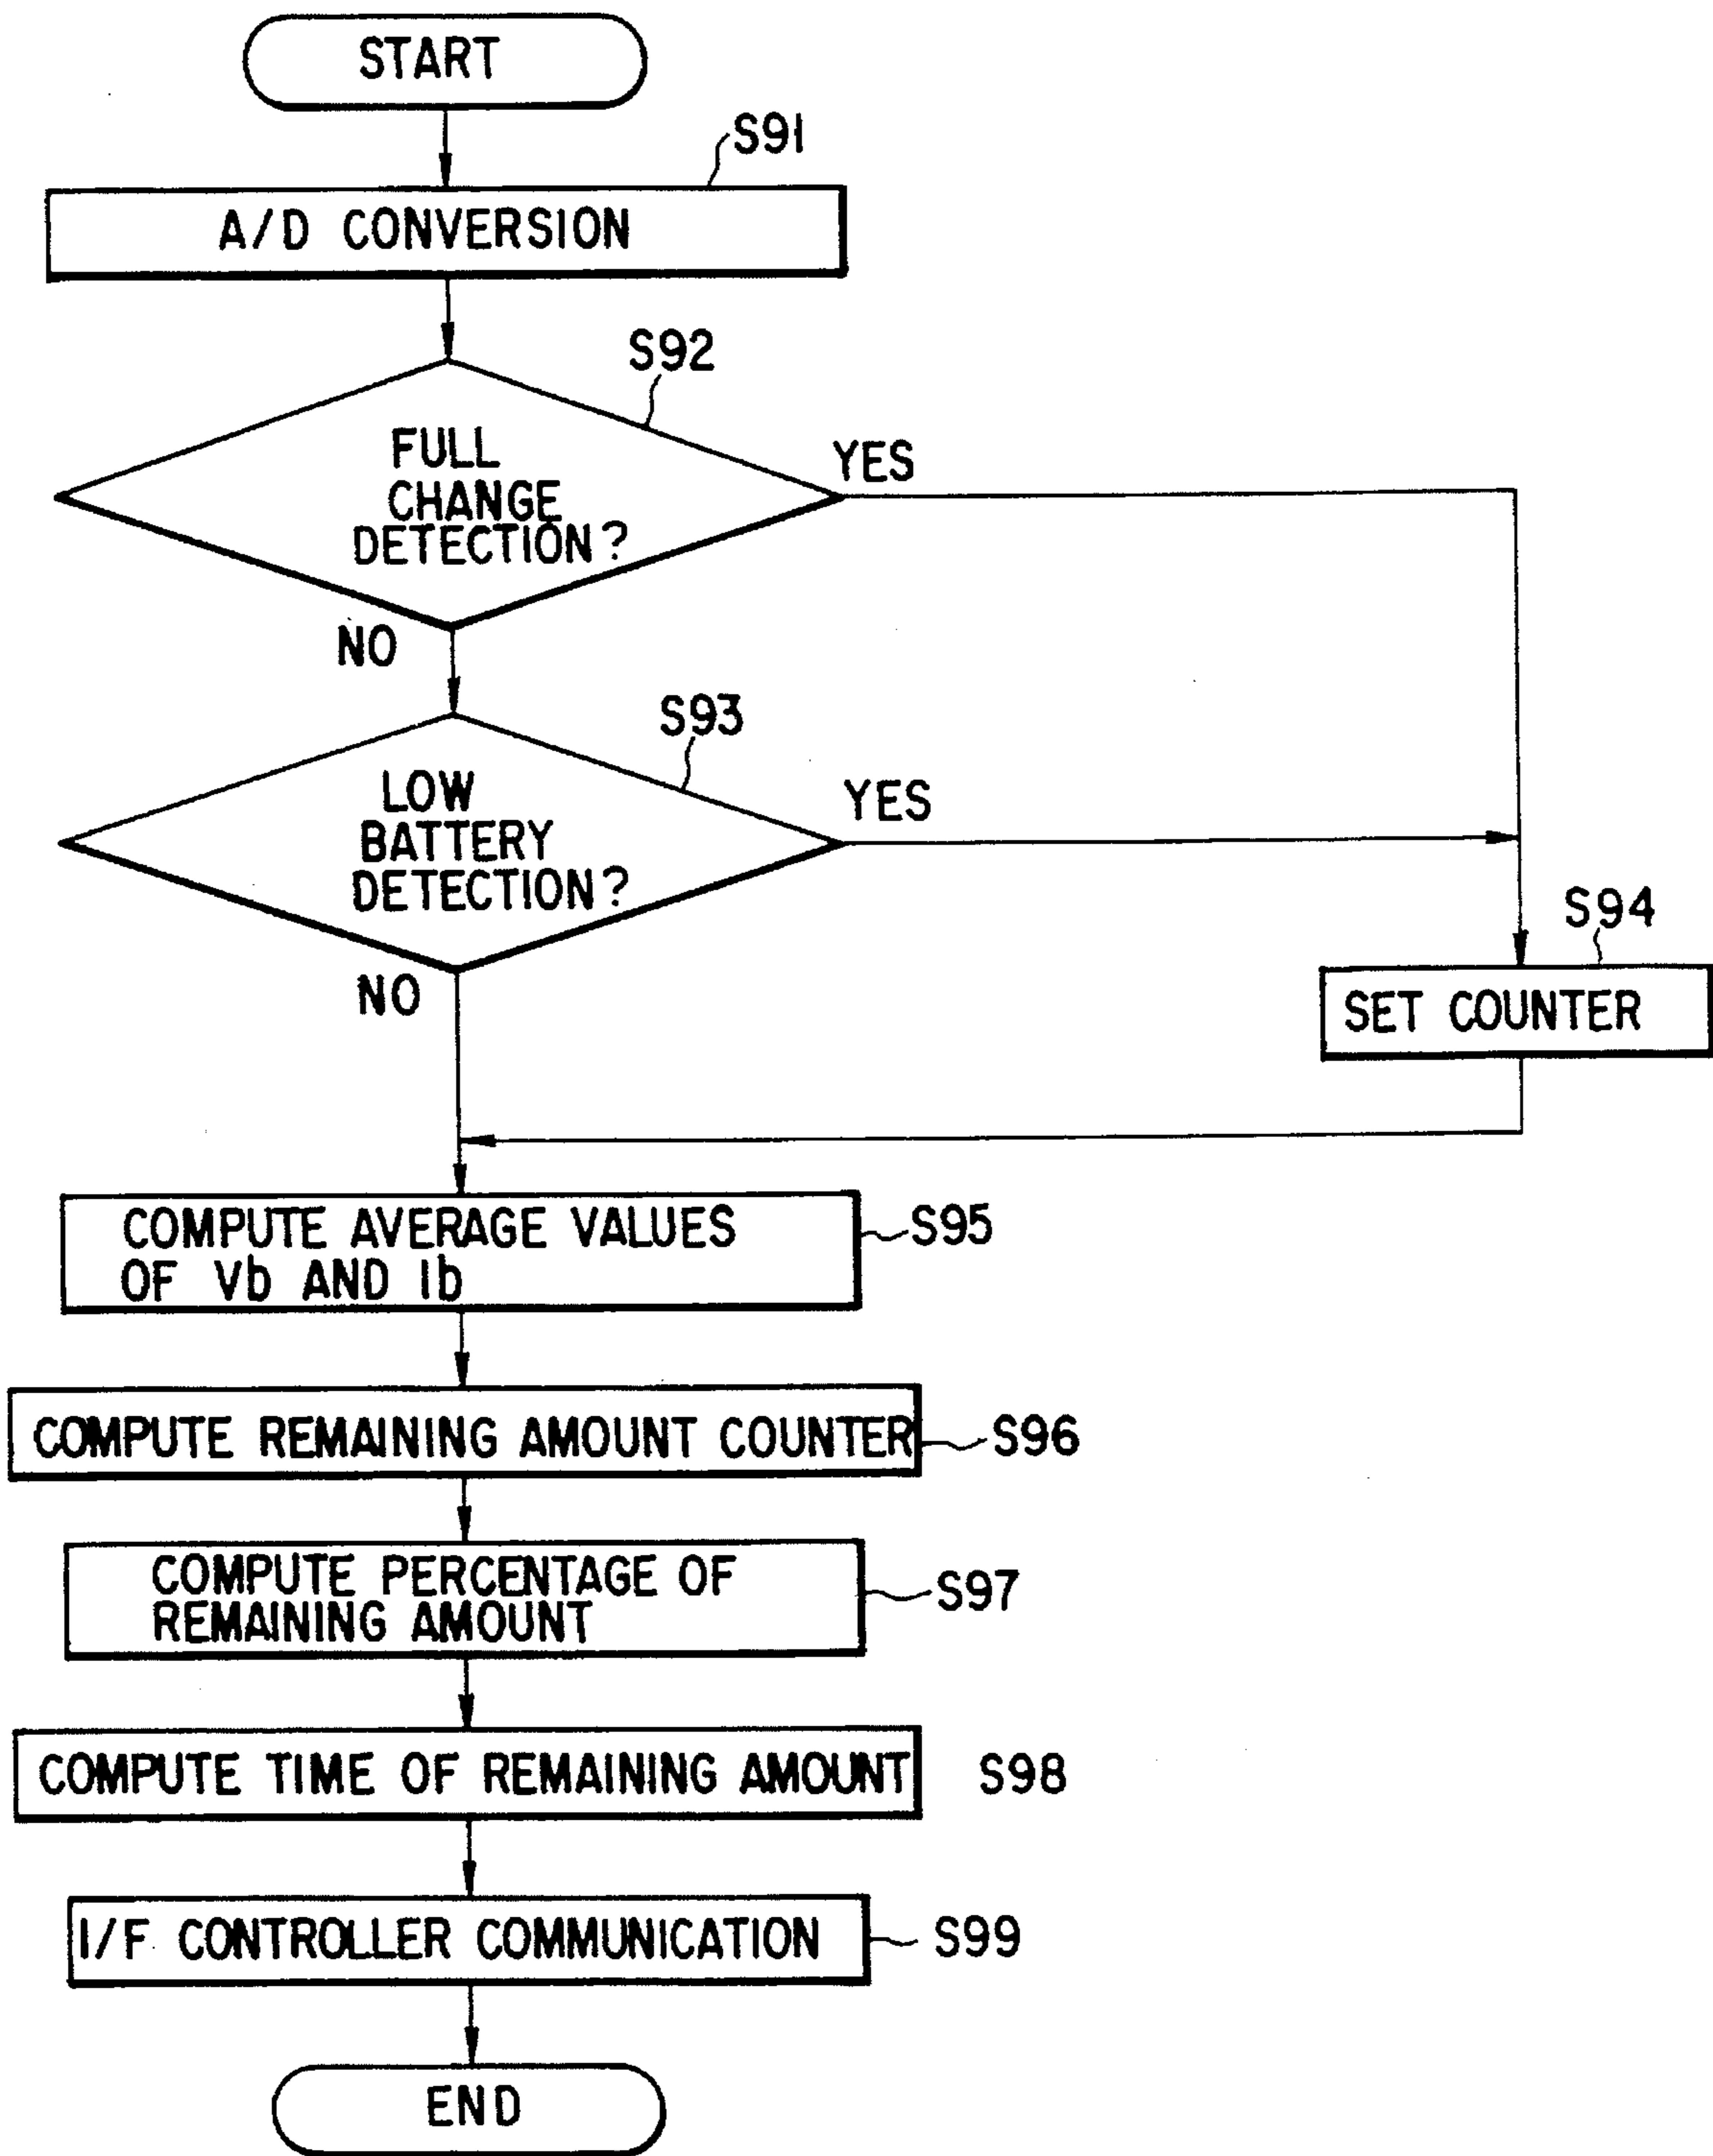 START
S91
A/D CONVERSION
S92
FULL
CHANGE
DETECTION?
YES
NO
S93
LOW
BATTERY
DETECTION?
YES
NO
S94
SET COUNTER
COMPUTE AVERAGE VALUES
OF Vb AND Ib
S95
COMPUTE REMAINING AMOUNT COUNTER
S96
COMPUTE PERCENTAGE OF
REMAINING AMOUNT
S97
COMPUTE TIME OF REMAINING AMOUNT
S98
I/F CONTROLLER COMMUNICATION
S99
END